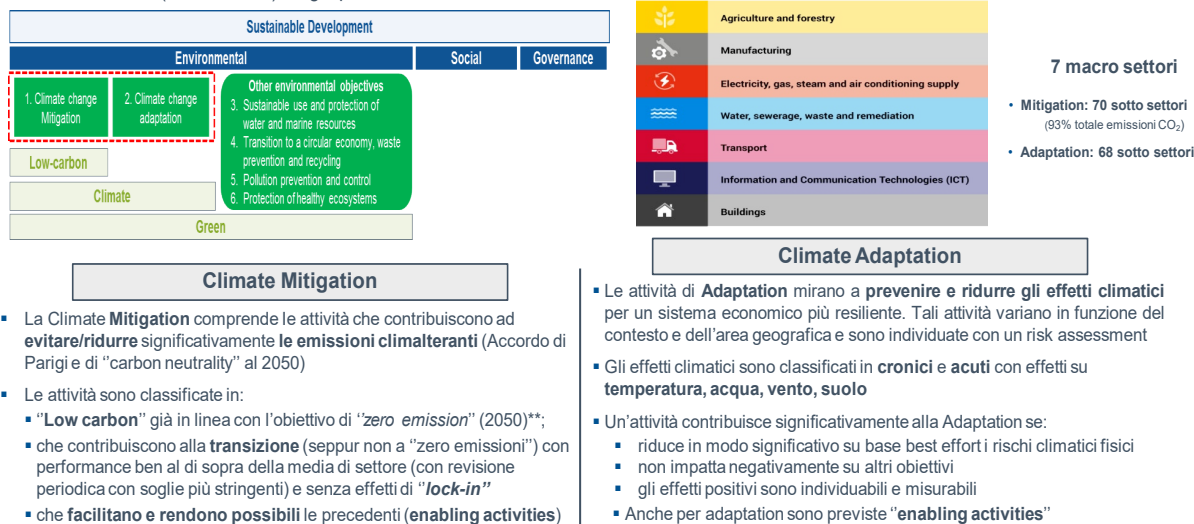 Sustainable Development
Environmental
Social
Governance
1. Climate change
Mitigation
2. Climate change
adaptation
Other environmental objectives
3. Sustainable use and protection of
water and marine resources
4. Transition to a circular economy, waste
prevention and recycling
5. Pollution prevention and control
6. Protection of healthy ecosystems
Low-carbon
Climate
Green
Agriculture and forestry
Manufacturing
Electricity, gas, steam and air conditioning supply
Water, sewerage, waste and remediation
Transport
Information and Communication Technologies (ICT)
Buildings
7 macro settori
• Mitigation: 70 sotto settori
(93% totale emissioni CO₂)
• Adaptation: 68 sotto settori
Climate Mitigation
▪ La Climate Mitigation comprende le attività che contribuiscono ad
evitare/ridurre significativamente le emissioni climalteranti (Accordo di
Parigi e di ‘’carbon neutrality’’ al 2050)
▪ Le attività sono classificate in:
▪ ‘’Low carbon’’ già in linea con l’obiettivo di ‘’zero emission’’ (2050)**;
▪ che contribuiscono alla transizione (seppur non a ‘’zero emissioni’’) con
performance ben al di sopra della media di settore (con revisione
periodica con soglie più stringenti) e senza effetti di ‘’lock-in’’
▪ che facilitano e rendono possibili le precedenti (enabling activities)
Climate Adaptation
▪ Le attività di Adaptation mirano a prevenire e ridurre gli effetti climatici
per un sistema economico più resiliente. Tali attività variano in funzione del
contesto e dell’area geografica e sono individuate con un risk assessment
▪ Gli effetti climatici sono classificati in cronici e acuti con effetti su
temperatura, acqua, vento, suolo
▪ Un’attività contribuisce significativamente alla Adaptation se:
▪ riduce in modo significativo su base best effort i rischi climatici fisici
▪ non impatta negativamente su altri obiettivi
▪ gli effetti positivi sono individuabili e misurabili
▪ Anche per adaptation sono previste ‘’enabling activities’’